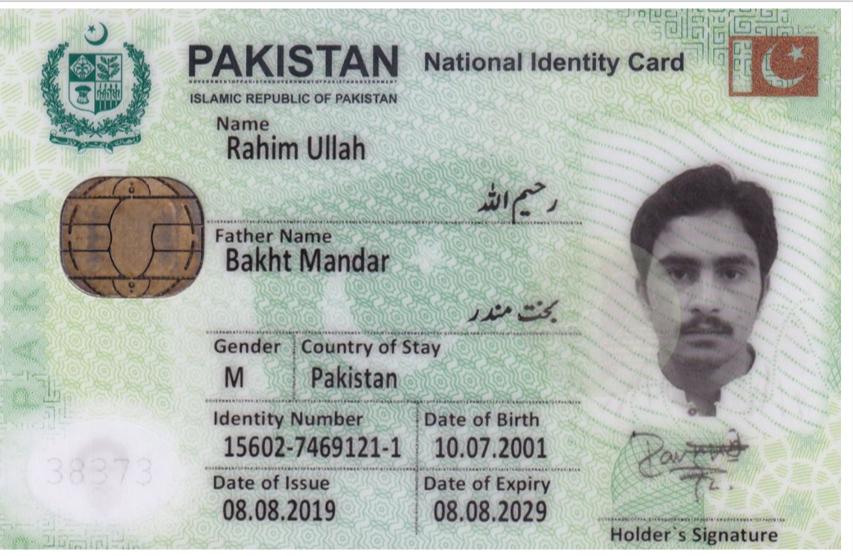 PAKISTAN National Identity Card
ISLAMIC REPUBLIC OF PAKISTAN
Name
Rahim Ullah
رحیم اللہ
Father Name
Bakht Mandar
بخت مندر
Gender Country of Stay
M Pakistan
Identity Number Date of Birth
15602-7469121-1 10.07.2001
Date of Issue Date of Expiry
08.08.2019 08.08.2029
38373
Holder`s Signature